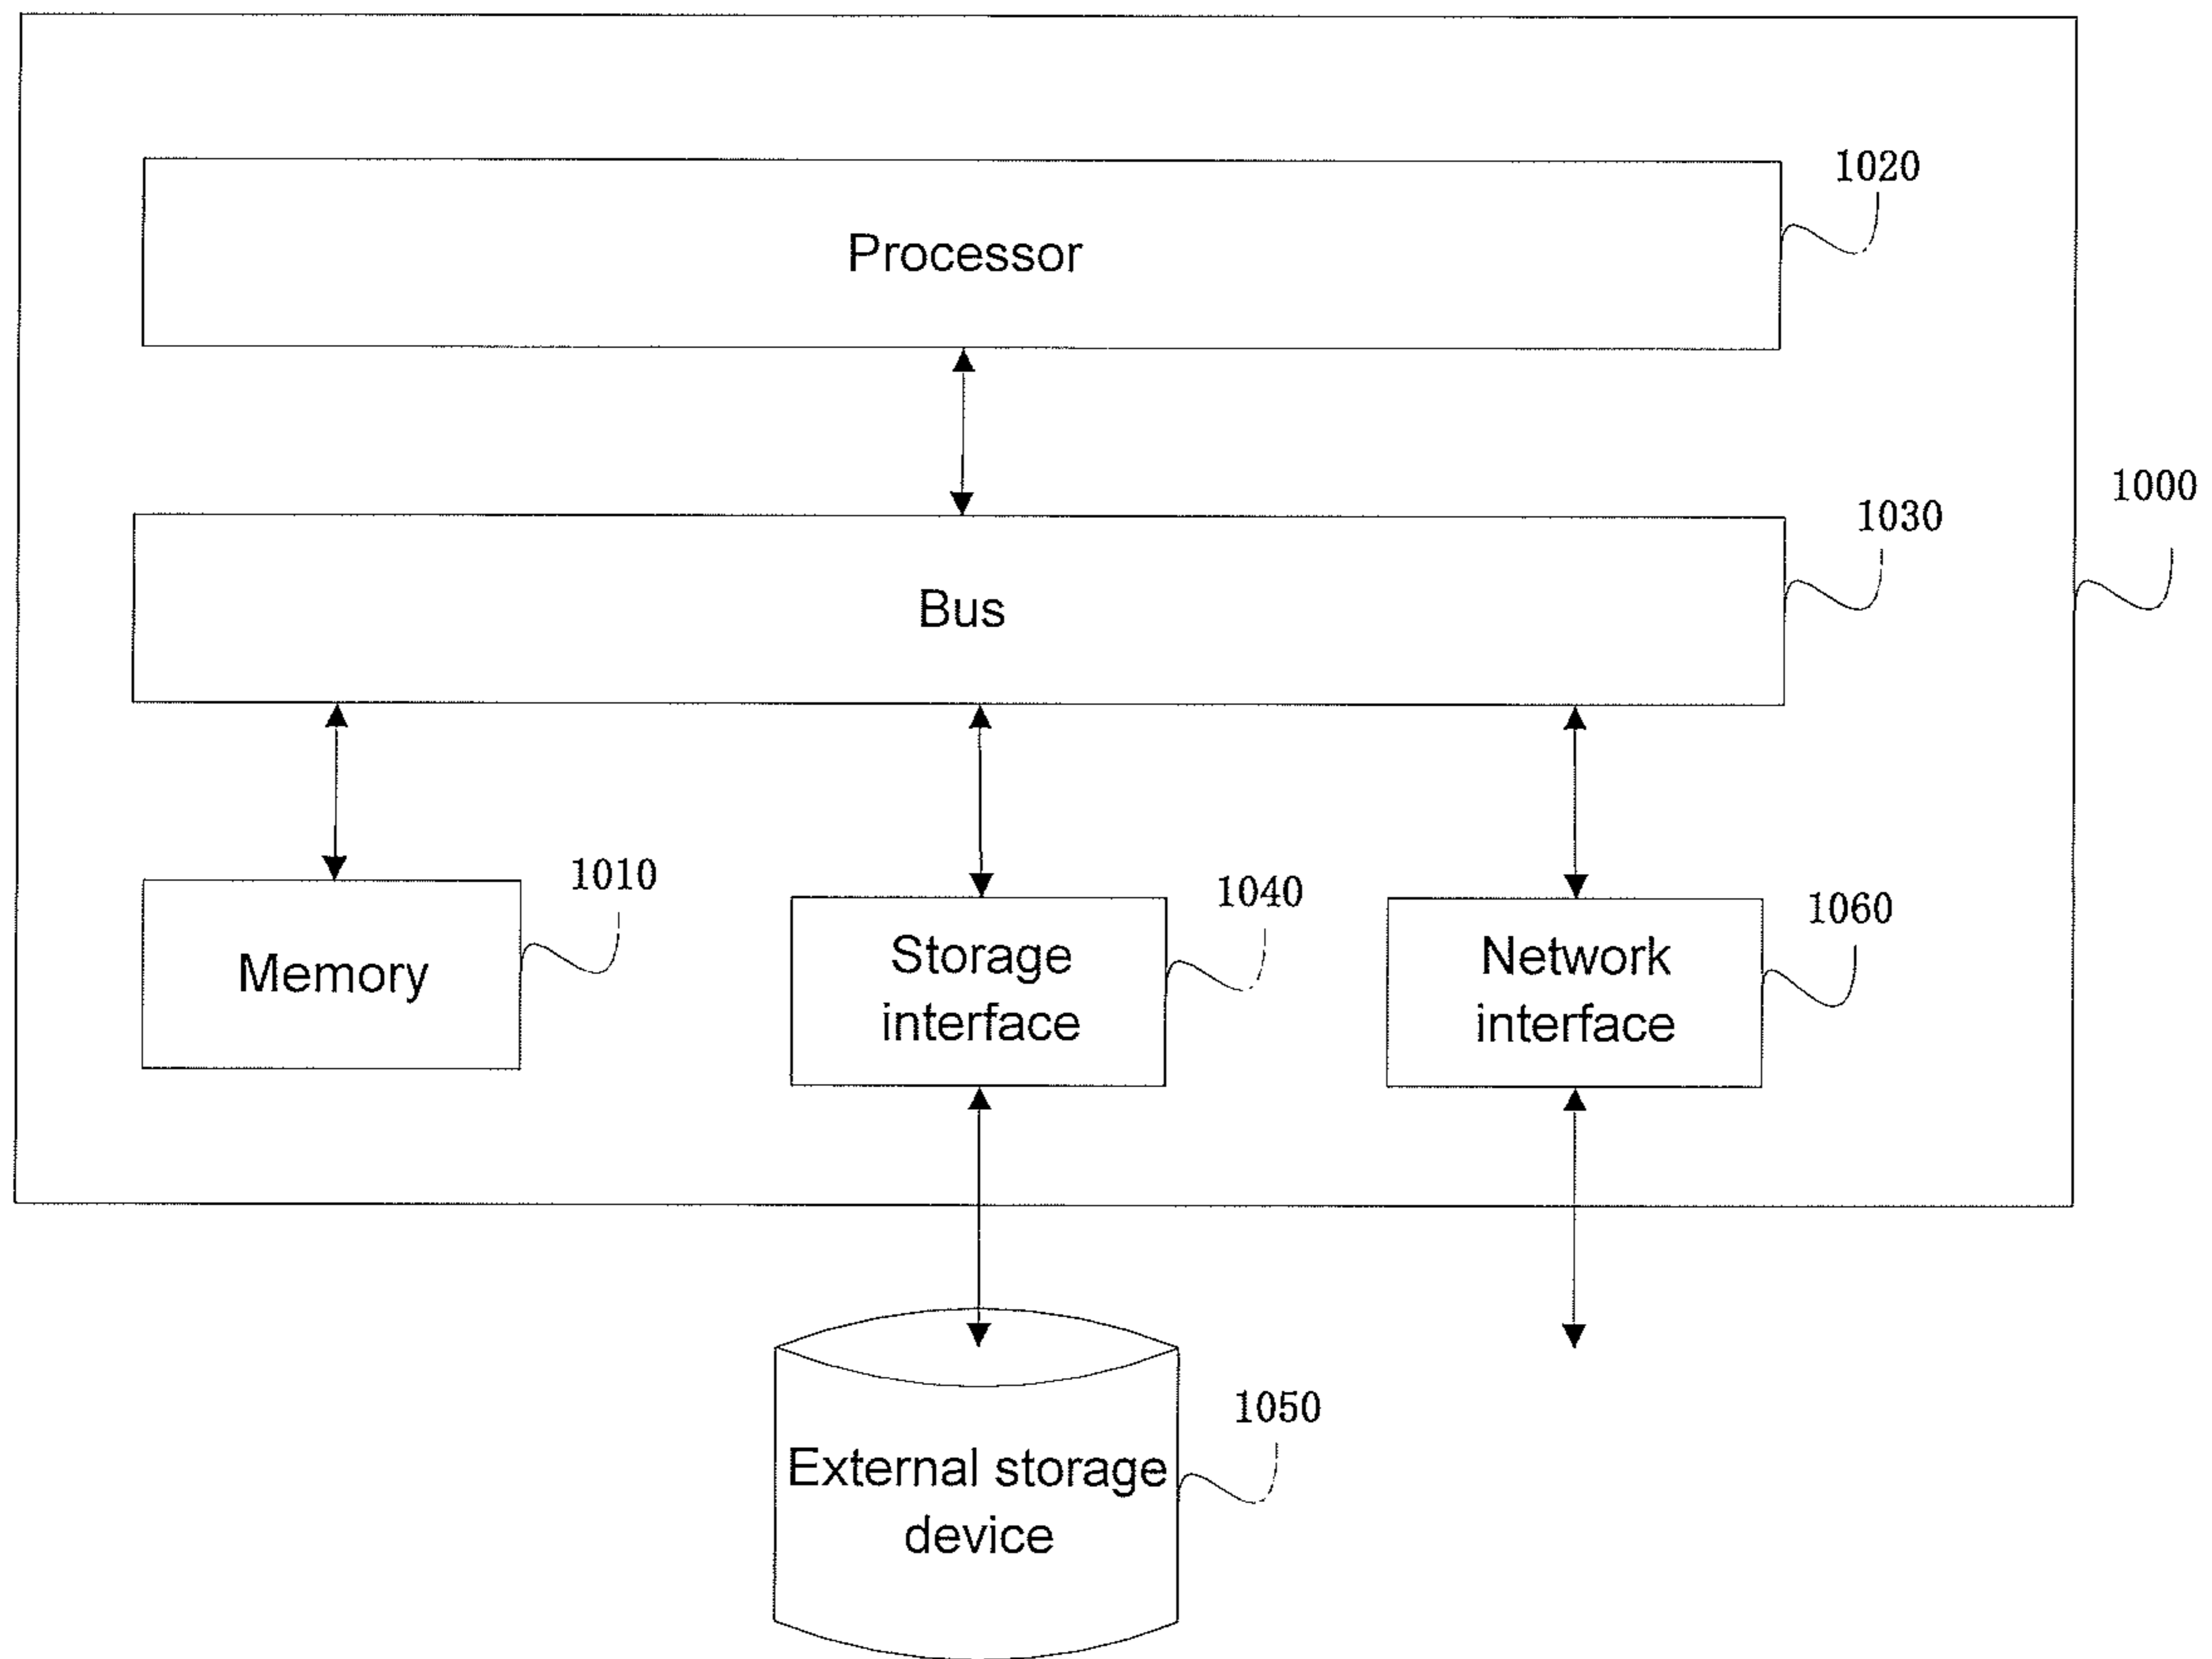 1020
Processor
1000
1030
Bus
1010
Memory
1040
Storage
interface
1060
Network
interface
1050
External storage
device